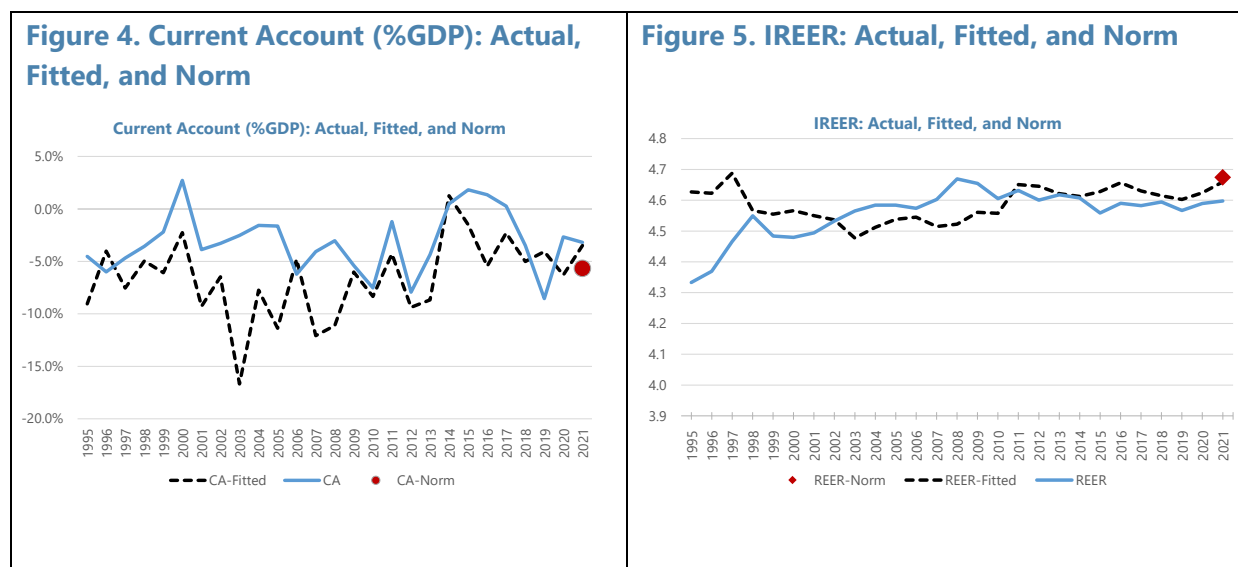 Figure 4. Current Account (%GDP): Actual,
Fitted, and Norm
Current Account (%GDP): Actual, Fitted, and Norm
5.0%
0.0%
-5.0%
-10.0%
-15.0%
-20.0%
1995 1996 1997 1998 1999 2000 2001 2002 2003 2004 2005 2006 2007 2008 2009 2010 2011 2012 2013 2014 2015 2016 2017 2018 2019 2020 2021
CA-Fitted CA CA-Norm
Figure 5. IREER: Actual, Fitted, and Norm
IREER: Actual, Fitted, and Norm
4.8
4.7
4.6
4.5
4.4
4.3
4.2
4.1
4.0
3.9
1995 1996 1997 1998 1999 2000 2001 2002 2003 2004 2005 2006 2007 2008 2009 2010 2011 2012 2013 2014 2015 2016 2017 2018 2019 2020 2021
REER-Norm REER-Fitted REER